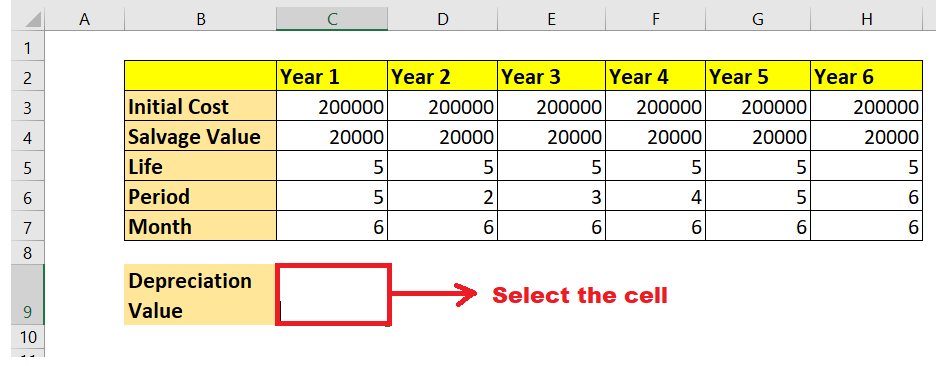 A B C D E F G H
1
2 Year 1 Year 2 Year 3 Year 4 Year 5 Year 6
3 Initial Cost 200000 200000 200000 200000 200000 200000
4 Salvage Value 20000 20000 20000 20000 20000 20000
5 Life 5 5 5 5 5 5
6 Period 5 2 3 4 5 6
7 Month 6 6 6 6 6 6
8
Depreciation
Select the cell
9 Value
10